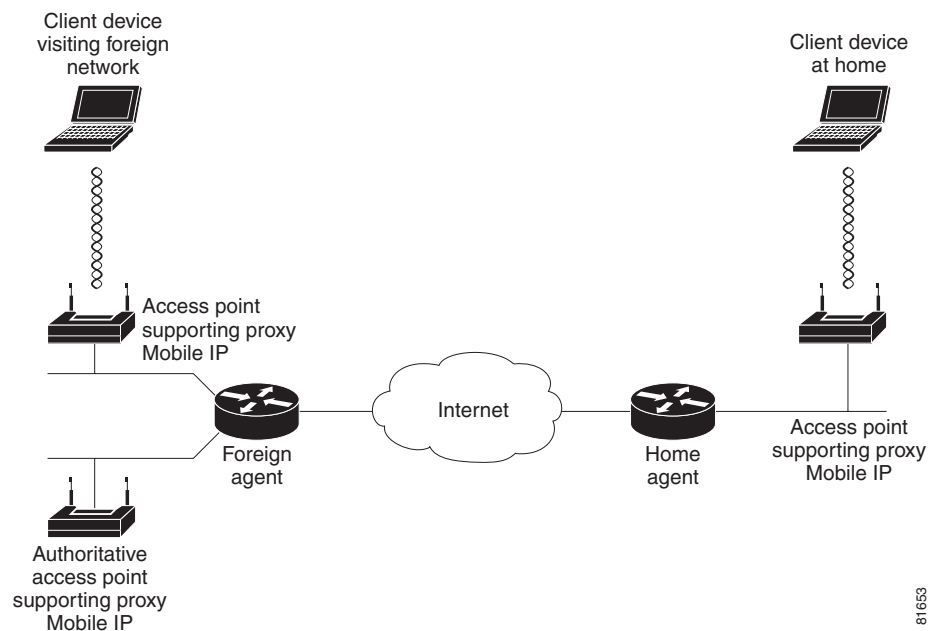 Client device
visiting foreign
network
Client device
at home
Access point
supporting proxy
Mobile IP
Internet
Foreign
agent
Home
agent
Access point
supporting proxy
Mobile IP
Authoritative
access point
supporting proxy
Mobile IP
81653